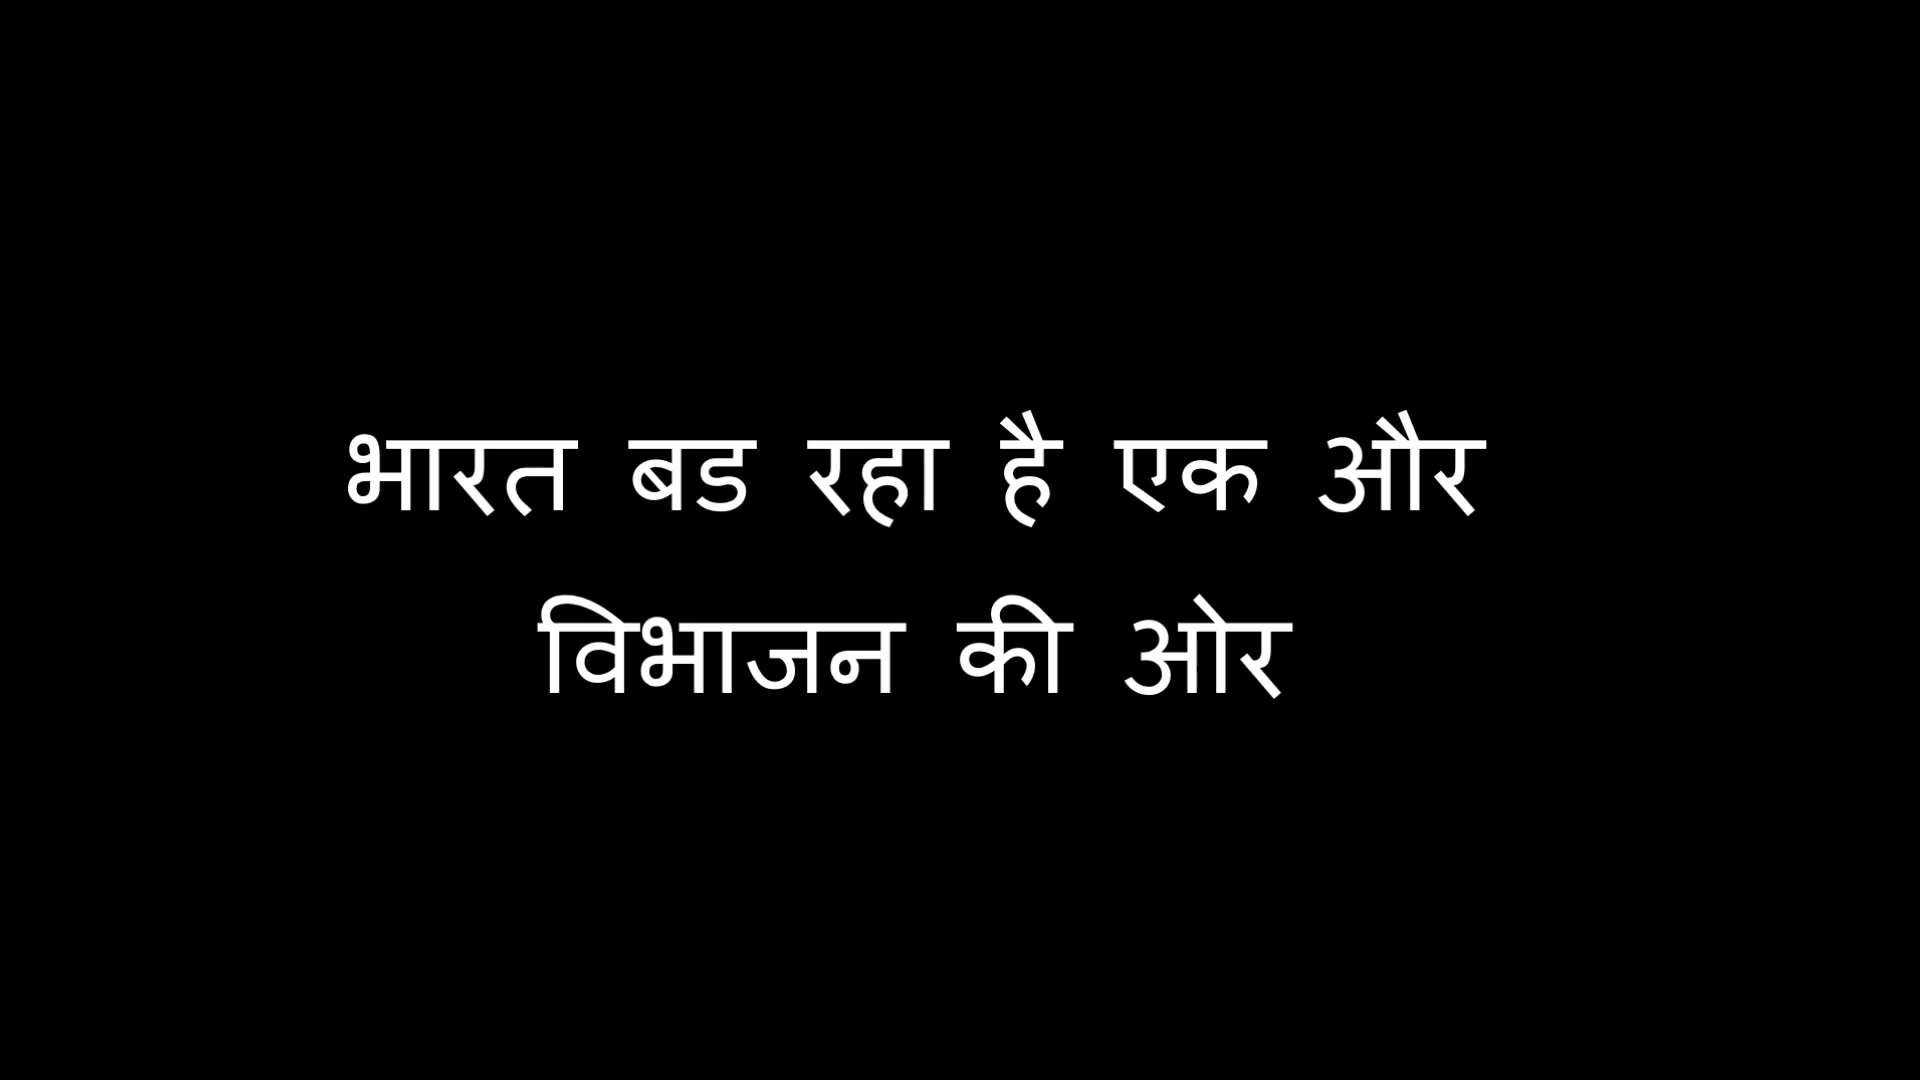 भारत बड रहा है एक और
विभाजन की ओर